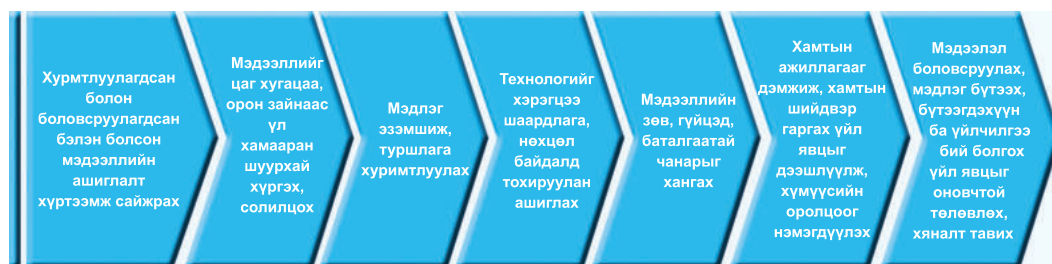 Хурмтлуулагдсан
болон
боловсруулагдсан
бэлэн болсон
мэдээллийн
ашиглалт
хүртээмж сайжрах
Мэдээллийг
цаг хугацаа,
орон зайнаас
үл
хамааран
шуурхай
хүргэх,
солилцох
Мэдлэг
эзэмшиж,
туршлага
хуримтлуулах
Технологийг
хэрэгцээ
шаардлага,
нөхцөл
байдалд
тохируулан
ашиглах
Мэдээллийн
зөв, гүйцэд,
баталгаатай
чанарыг
хангах
Хамтын
ажиллагааг
дэмжиж, хамтын
шийдвэр
гаргах үйл
явцыг
дээшлүүлж,
хүмүүсийн
оролцоог
нэмэгдүүлэх
Мэдээлэл
боловсруулах,
мэдлэг бүтээх,
бүтээгдэхүүн
ба үйлчилгээ
бий болгох
үйл явцыг
оновчтой
төлөвлөх,
хяналт тавих